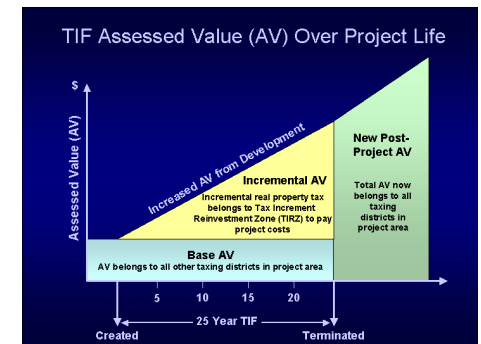 TIF Assessed Value (AV) Over Project Life
$
Assessed Value (AV)
Increased AV from Development
Incremental AV
Incremental real property tax
belongs to Tax Increment
Reinvestment Zone (TIRZ) to pay
project costs
New Post-
Project AV
Total AV now
belongs to all
taxing
districts in
project area
Base AV
AV belongs to all other taxing districts in project area
5 10 15 20
25 Year TIF
Created Terminated